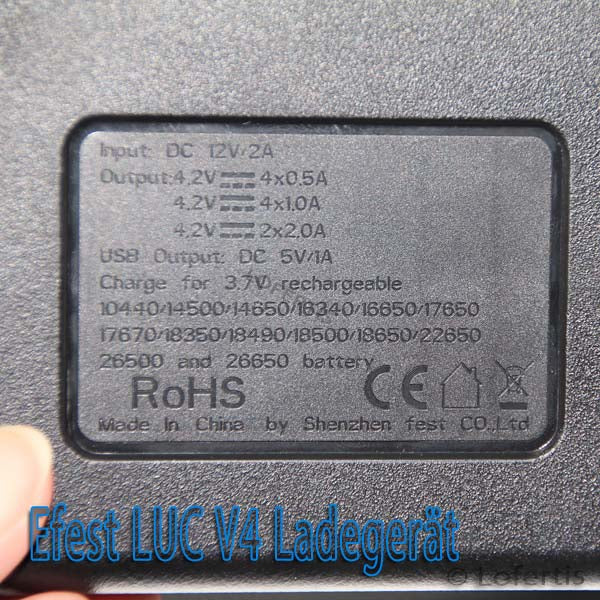 Input: DC 12V/2A
Output:4.2V 4x0.5A
4.2V 4x1.0A
4.2V 2x2.0A
USB Output: DC 5V/1A
Charge for 3.7V rechargeable
10440/14500/14650/16340/16650/17650
17670/18350/18490/18500/18650/22650
26500 and 26650 battery
RoHS CE
Made In China by Shenzhen fest CO.,Ltd
Efest LUC V4 Ladegerät
© Lofertis